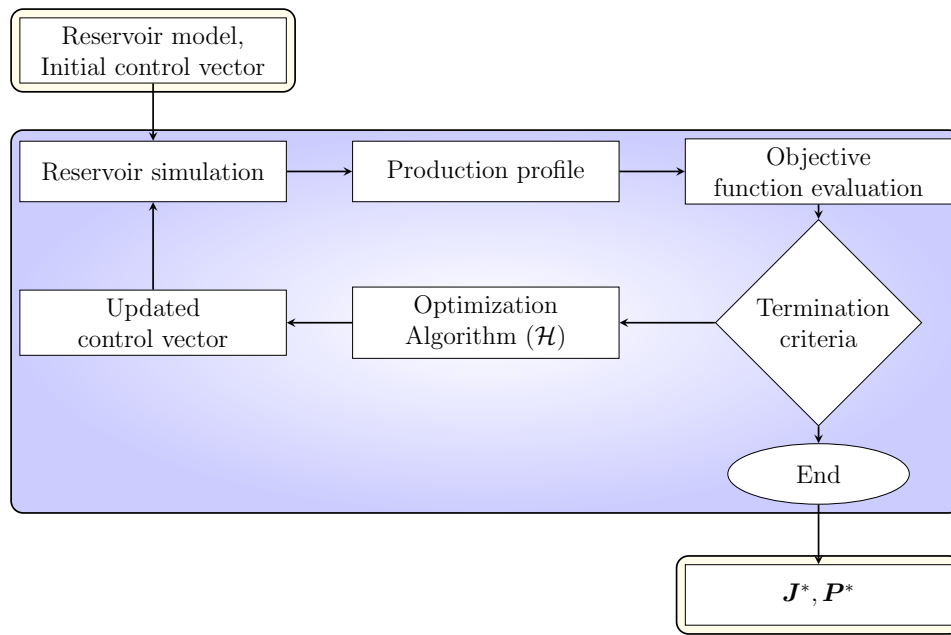 Reservoir model,
Initial control vector
Reservoir simulation
Production profile
Objective
function evaluation
Updated
control vector
Optimization
Algorithm (ℋ)
Termination
criteria
End
J*, P*